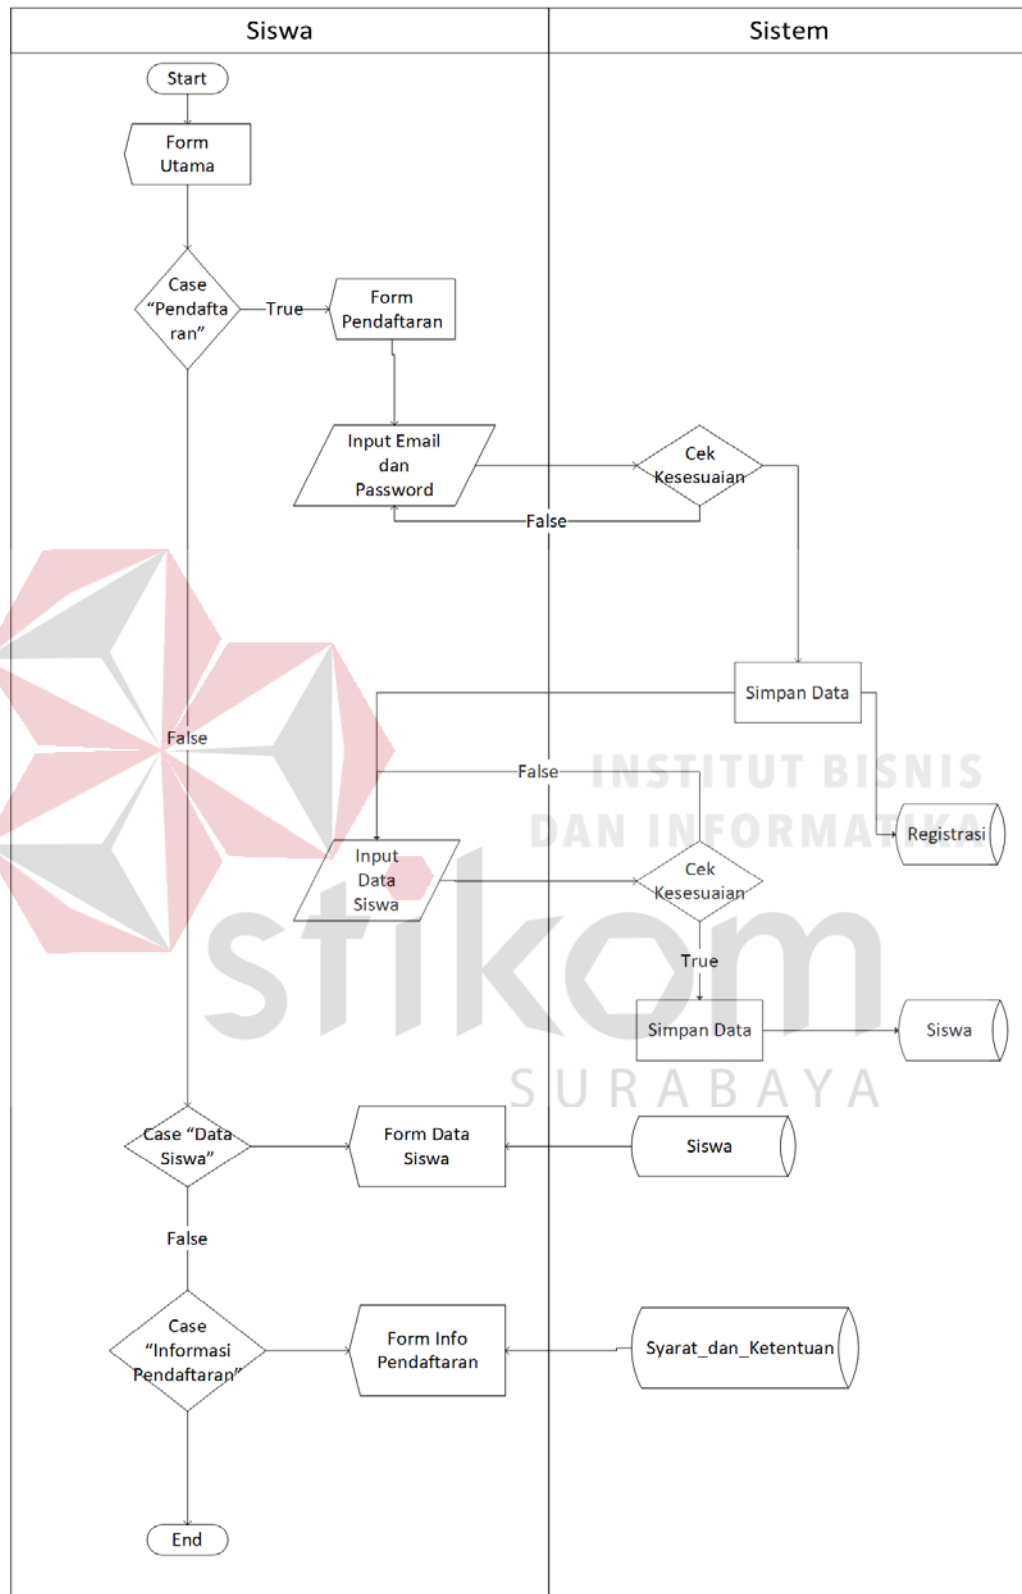 Siswa
Sistem
Start
Form
Utama
Case
“Pendafta
ran”
True
Form
Pendaftaran
Input Email
dan
Password
Cek
Kesesuaian
False
Simpan Data
False
False
INSTITUT BISNIS
DAN INFORMATIKA
Registrasi
Input
Data
Siswa
Cek
Kesesuaian
stikom
True
Simpan Data
Siswa
SURABAYA
Case “Data
Siswa”
Form Data
Siswa
Siswa
False
Case
“Informasi
Pendaftaran”
Form Info
Pendaftaran
Syarat_dan_Ketentuan
End